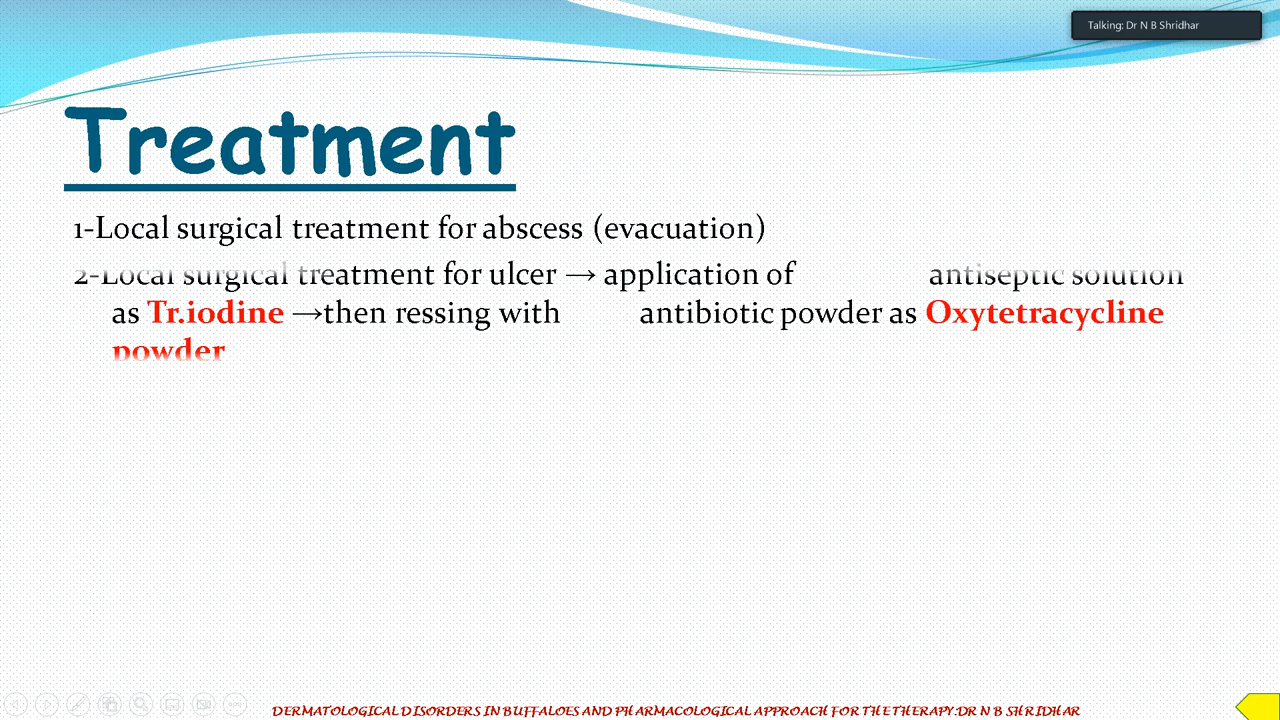 Talking: Dr N B Shridhar
Treatment
1-Local surgical treatment for abscess (evacuation)
2-Local surgical treatment for ulcer → application of antiseptic solution
as Tr.iodine →then ressing with antibiotic powder as Oxytetracycline
powder
DERMATOLOGICAL DISORDERS IN BUFFALOES AND PHARMACOLOGICAL APPROACH FOR THE THERAPY:DR N B SHRIDHAR